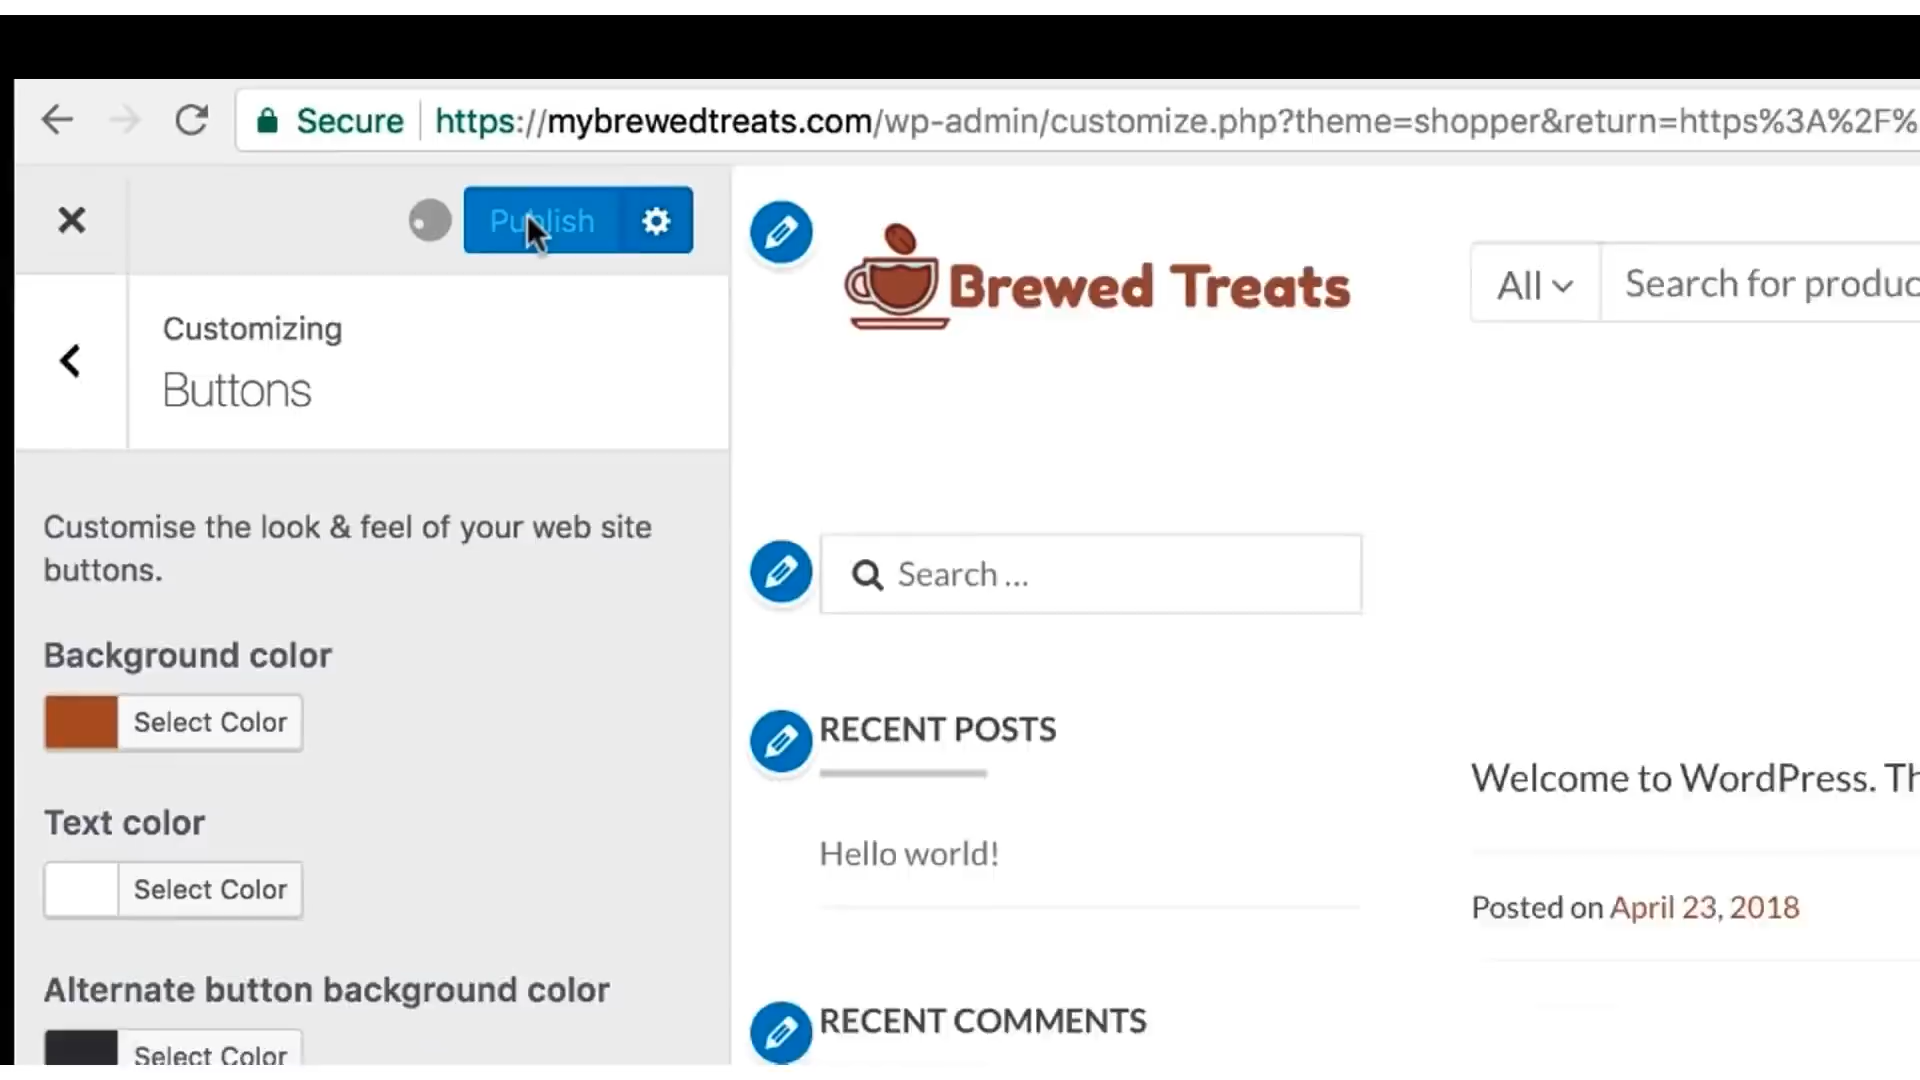 Secure https://mybrewedtreats.com/wp-admin/customize.php?theme=shopper&return=https%3A%2F%
Publish
Customizing
Buttons
Customise the look & feel of your web site
buttons.
Background color
Select Color
Text color
Select Color
Alternate button background color
Select Color
Brewed Treats
All
Search for produc
Search ...
RECENT POSTS
Hello world!
RECENT COMMENTS
Welcome to WordPress. Th
Posted on April 23, 2018